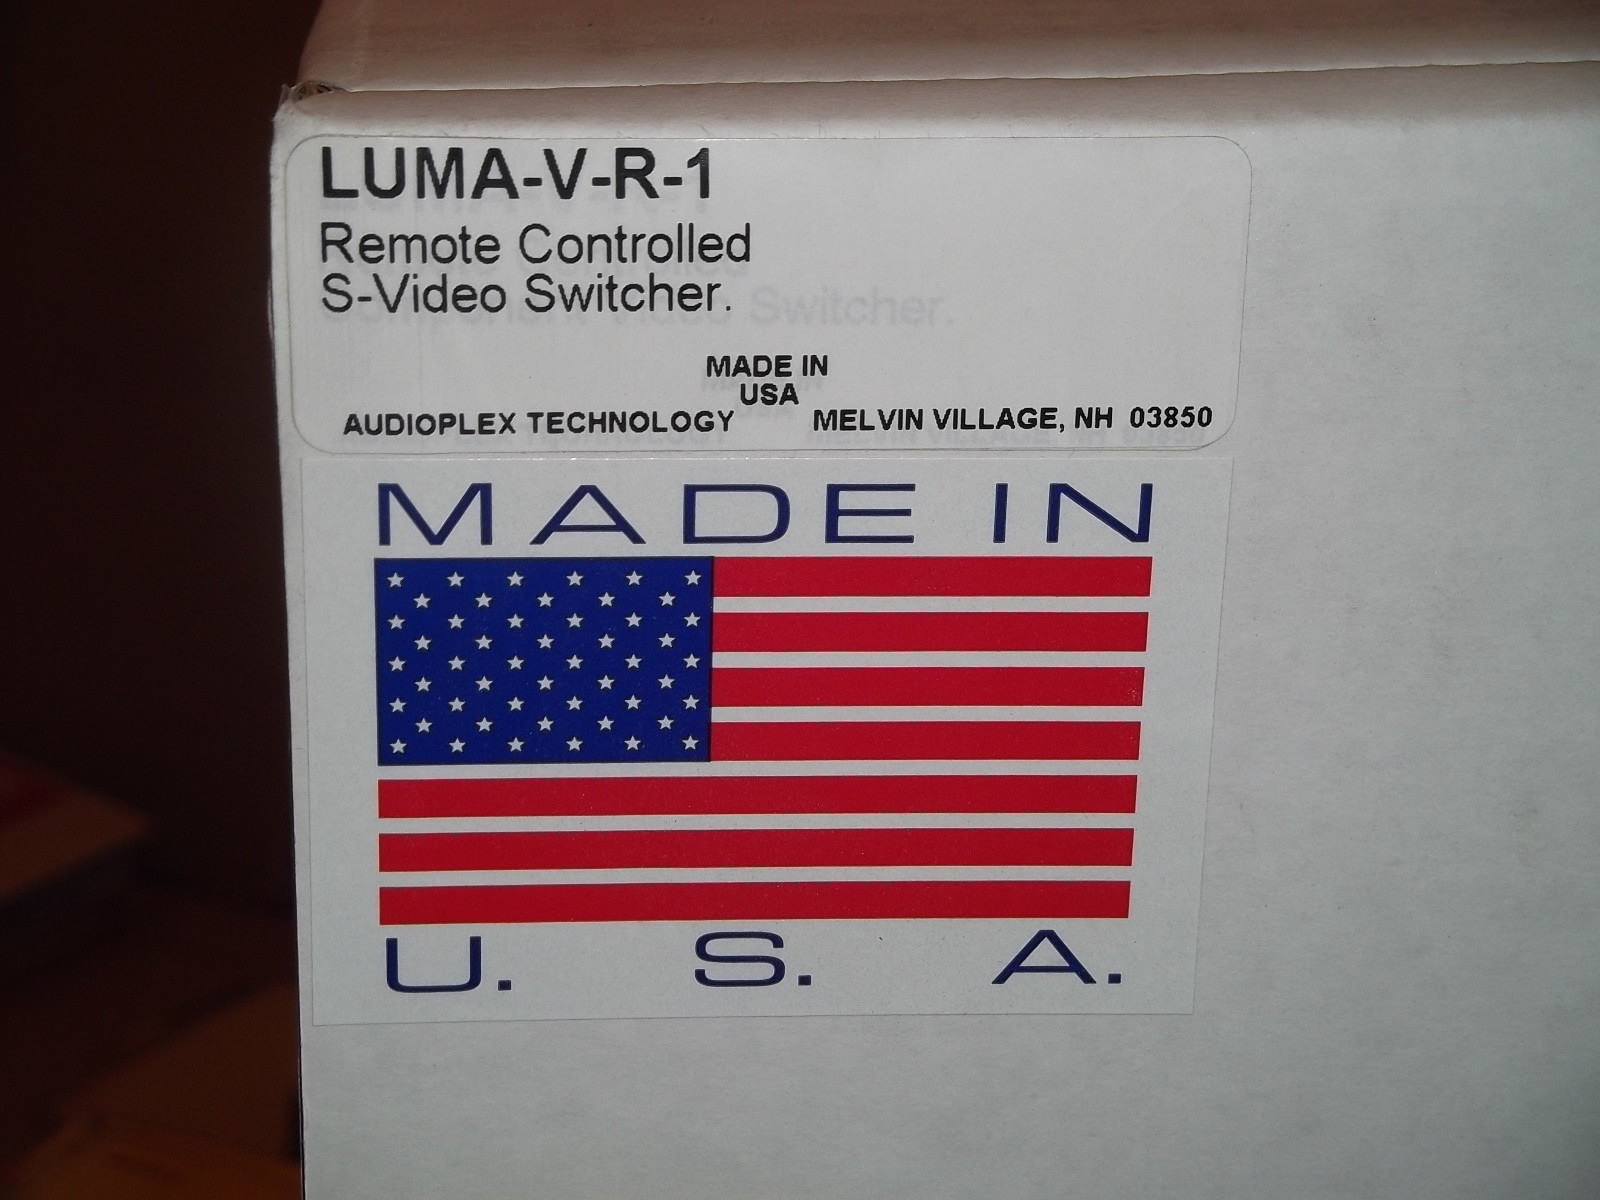 LUMA-V-R-1
Remote Controlled
S-Video Switcher.
MADE IN
USA
AUDIOPLEX TECHNOLOGY MELVIN VILLAGE, NH 03850
MADE IN
U. S. A.